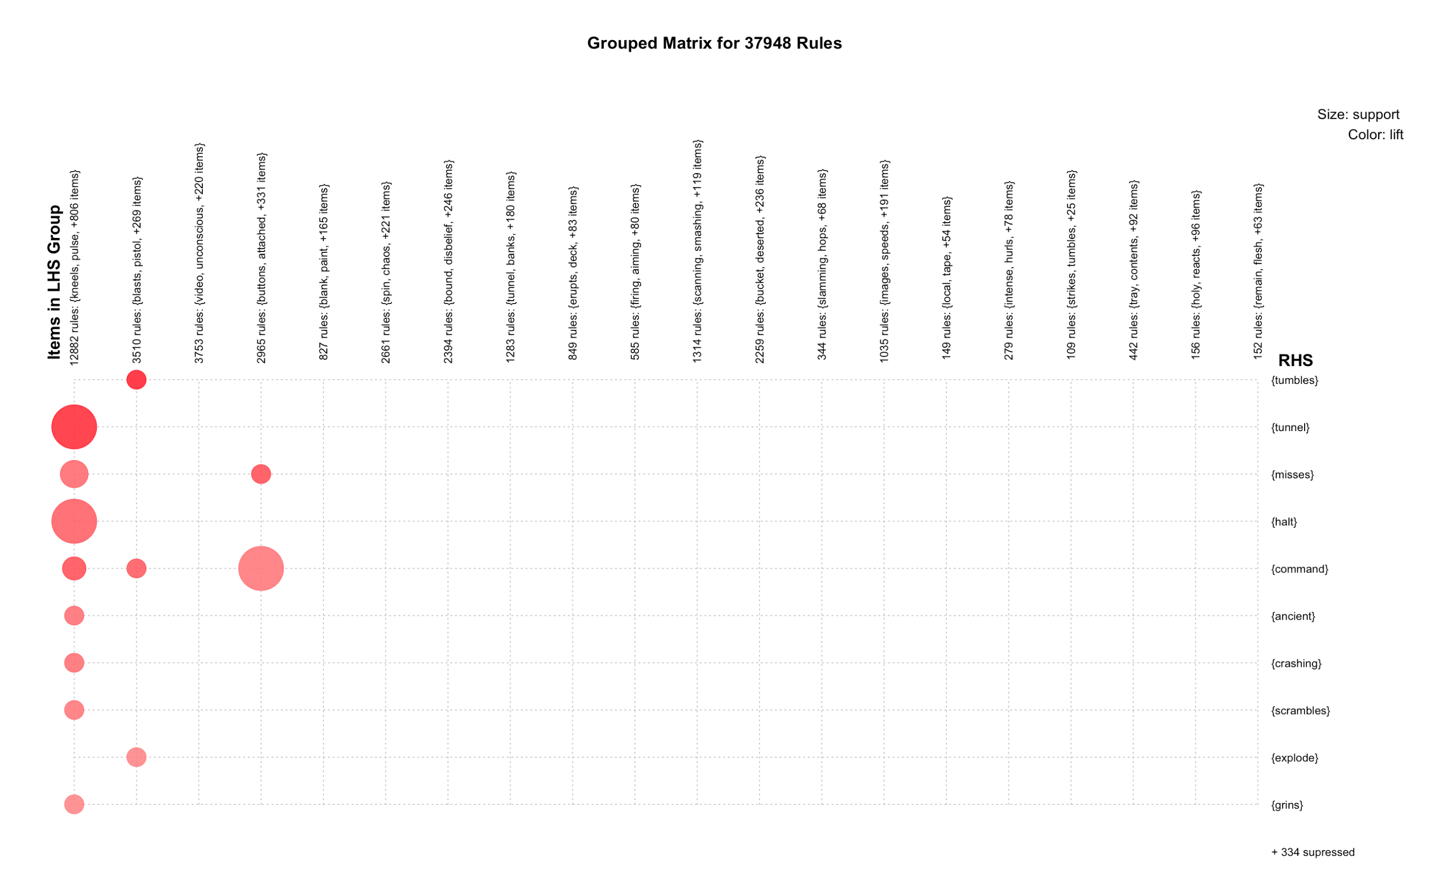 Grouped Matrix for 37948 Rules
Size: support
Color: lift
Items in LHS Group
12882 rules: {kneels, pulse, +806 items}
3510 rules: {blasts, pistol, +269 items}
3753 rules: {video, unconscious, +220 items}
2965 rules: {buttons, attached, +331 items}
827 rules: {blank, paint, +165 items}
2661 rules: {spin, chaos, +221 items}
2394 rules: {bound, disbelief, +246 items}
1283 rules: {tunnel, banks, +180 items}
849 rules: {erupts, deck, +83 items}
585 rules: {firing, aiming, +80 items}
1314 rules: {scanning, smashing, +119 items}
2259 rules: {bucket, deserted, +236 items}
344 rules: {slamming, hops, +68 items}
1035 rules: {images, speeds, +191 items}
149 rules: {local, tape, +54 items}
279 rules: {intense, hurls, +78 items}
109 rules: {strikes, tumbles, +25 items}
442 rules: {tray, contents, +92 items}
156 rules: {holy, reacts, +96 items}
152 rules: {remain, flesh, +63 items}
RHS
{tumbles}
{tunnel}
{misses}
{halt}
{command}
{ancient}
{crashing}
{scrambles}
{explode}
{grins}
+ 334 supressed